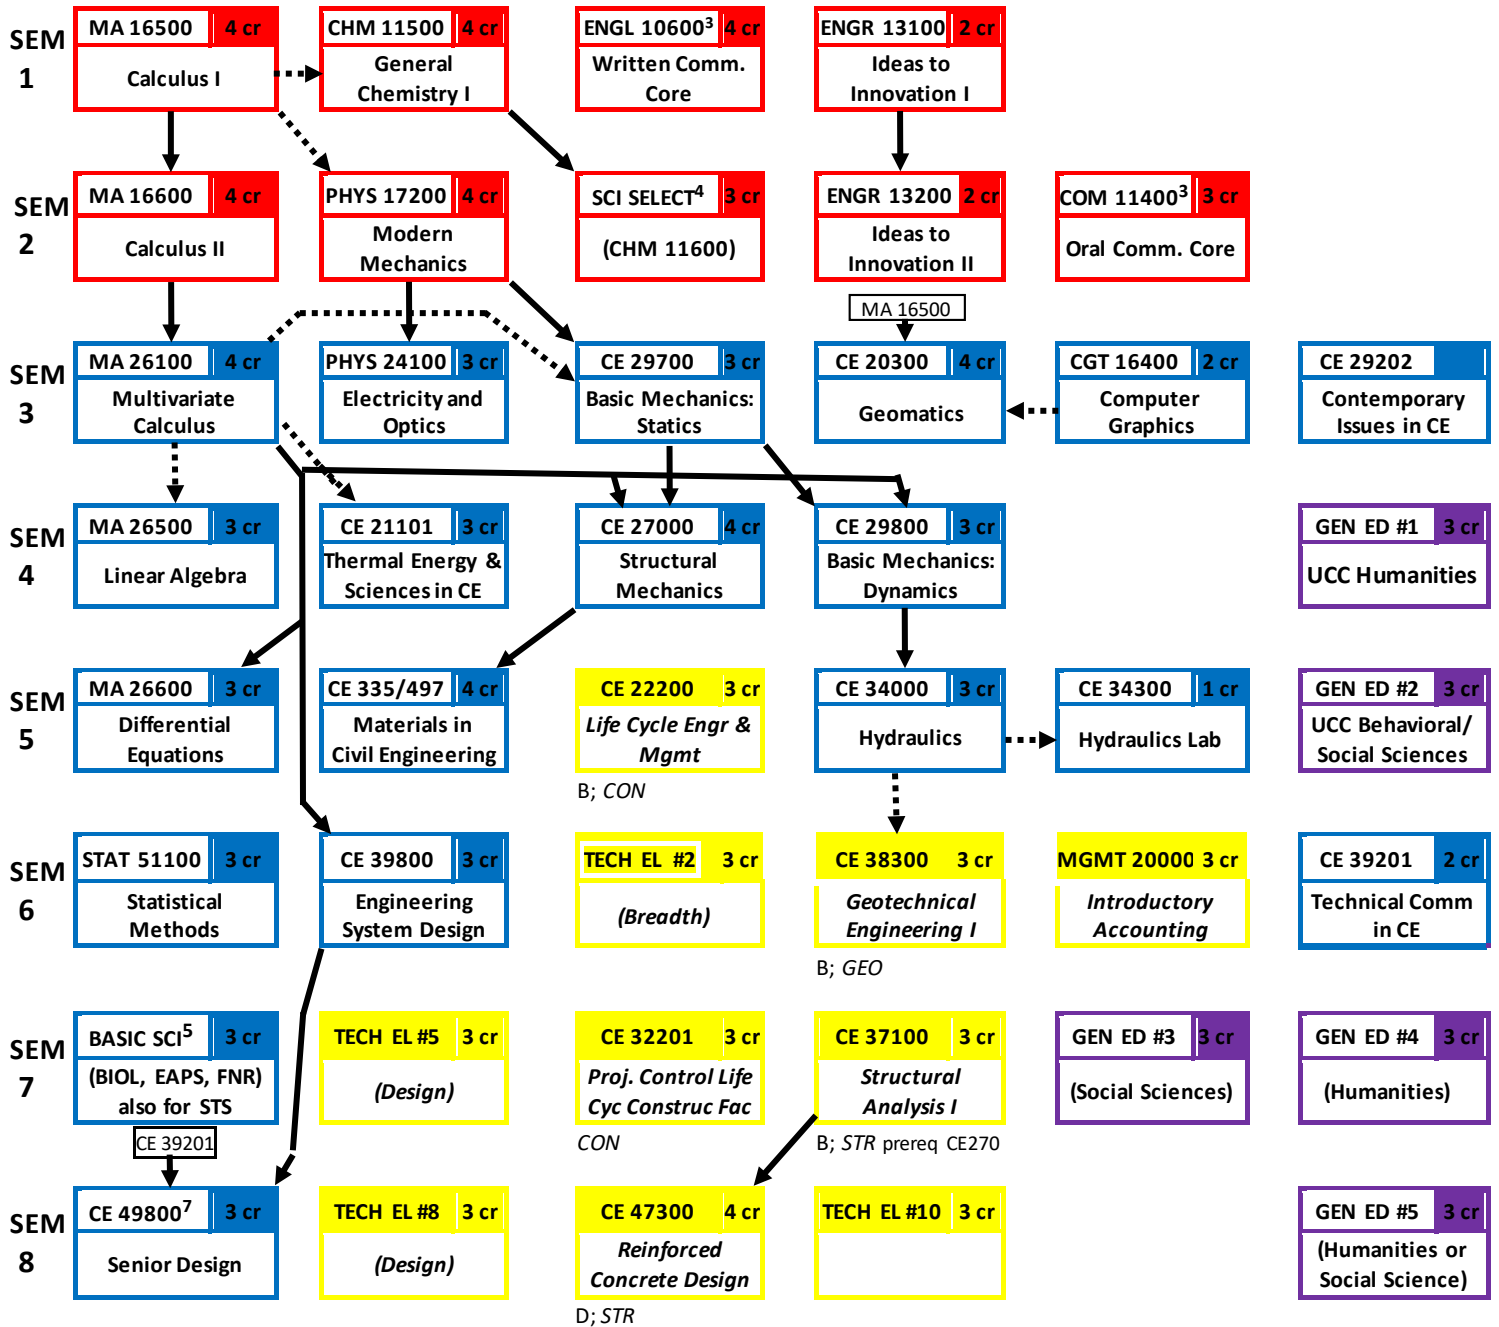 SEM
1
MA 16500 4 cr
Calculus I
CHM 11500 4 cr
General
Chemistry I
ENGL 10600³ 4 cr
Written Comm.
Core
ENGR 13100 2 cr
Ideas to
Innovation I
SEM
2
MA 16600 4 cr
Calculus II
PHYS 17200 4 cr
Modern
Mechanics
SCI SELECT⁴ 3 cr
(CHM 11600)
ENGR 13200 2 cr
Ideas to
Innovation II
COM 11400³ 3 cr
Oral Comm. Core
MA 16500
SEM
3
MA 26100 4 cr
Multivariate
Calculus
PHYS 24100 3 cr
Electricity and
Optics
CE 29700 3 cr
Basic Mechanics:
Statics
CE 20300 4 cr
Geomatics
CGT 16400 2 cr
Computer
Graphics
CE 29202
Contemporary
Issues in CE
SEM
4
MA 26500 3 cr
Linear Algebra
CE 21101 3 cr
Thermal Energy &
Sciences in CE
CE 27000 4 cr
Structural
Mechanics
CE 29800 3 cr
Basic Mechanics:
Dynamics
GEN ED #1 3 cr
UCC Humanities
SEM
5
MA 26600 3 cr
Differential
Equations
CE 335/497 4 cr
Materials in
Civil Engineering
CE 22200 3 cr
Life Cycle Engr &
Mgmt
B; CON
CE 34000 3 cr
Hydraulics
CE 34300 1 cr
Hydraulics Lab
GEN ED #2 3 cr
UCC Behavioral/
Social Sciences
SEM
6
STAT 51100 3 cr
Statistical
Methods
CE 39800 3 cr
Engineering
System Design
TECH EL #2 3 cr
(Breadth)
CE 38300 3 cr
Geotechnical
Engineering I
B; GEO
MGMT 20000 3 cr
Introductory
Accounting
CE 39201 2 cr
Technical Comm
in CE
SEM
7
BASIC SCI⁵ 3 cr
(BIOL, EAPS, FNR)
also for STS
TECH EL #5 3 cr
(Design)
CE 32201 3 cr
Proj. Control Life
Cyc Construc Fac
CON
CE 37100 3 cr
Structural
Analysis I
B; STR prereq CE270
GEN ED #3 3 cr
(Social Sciences)
GEN ED #4 3 cr
(Humanities)
CE 39201
SEM
8
CE 49800⁷ 3 cr
Senior Design
TECH EL #8 3 cr
(Design)
CE 47300 4 cr
Reinforced
Concrete Design
D; STR
TECH EL #10 3 cr
GEN ED #5 3 cr
(Humanities or
Social Science)